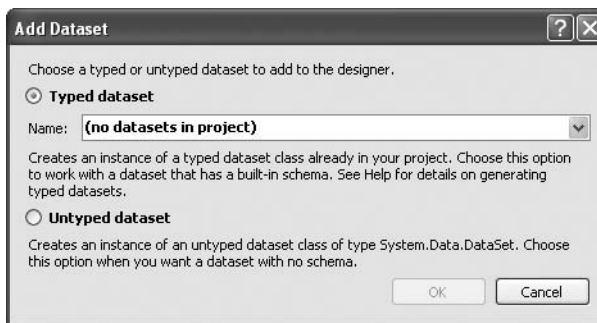 Add Dataset
Choose a typed or untyped dataset to add to the designer.
Typed dataset
Name: (no datasets in project)
Creates an instance of a typed dataset class already in your project. Choose this option
to work with a dataset that has a built-in schema. See Help for details on generating
typed datasets.
Untyped dataset
Creates an instance of an untyped dataset class of type System.Data.DataSet. Choose
this option when you want a dataset with no schema.
OK Cancel